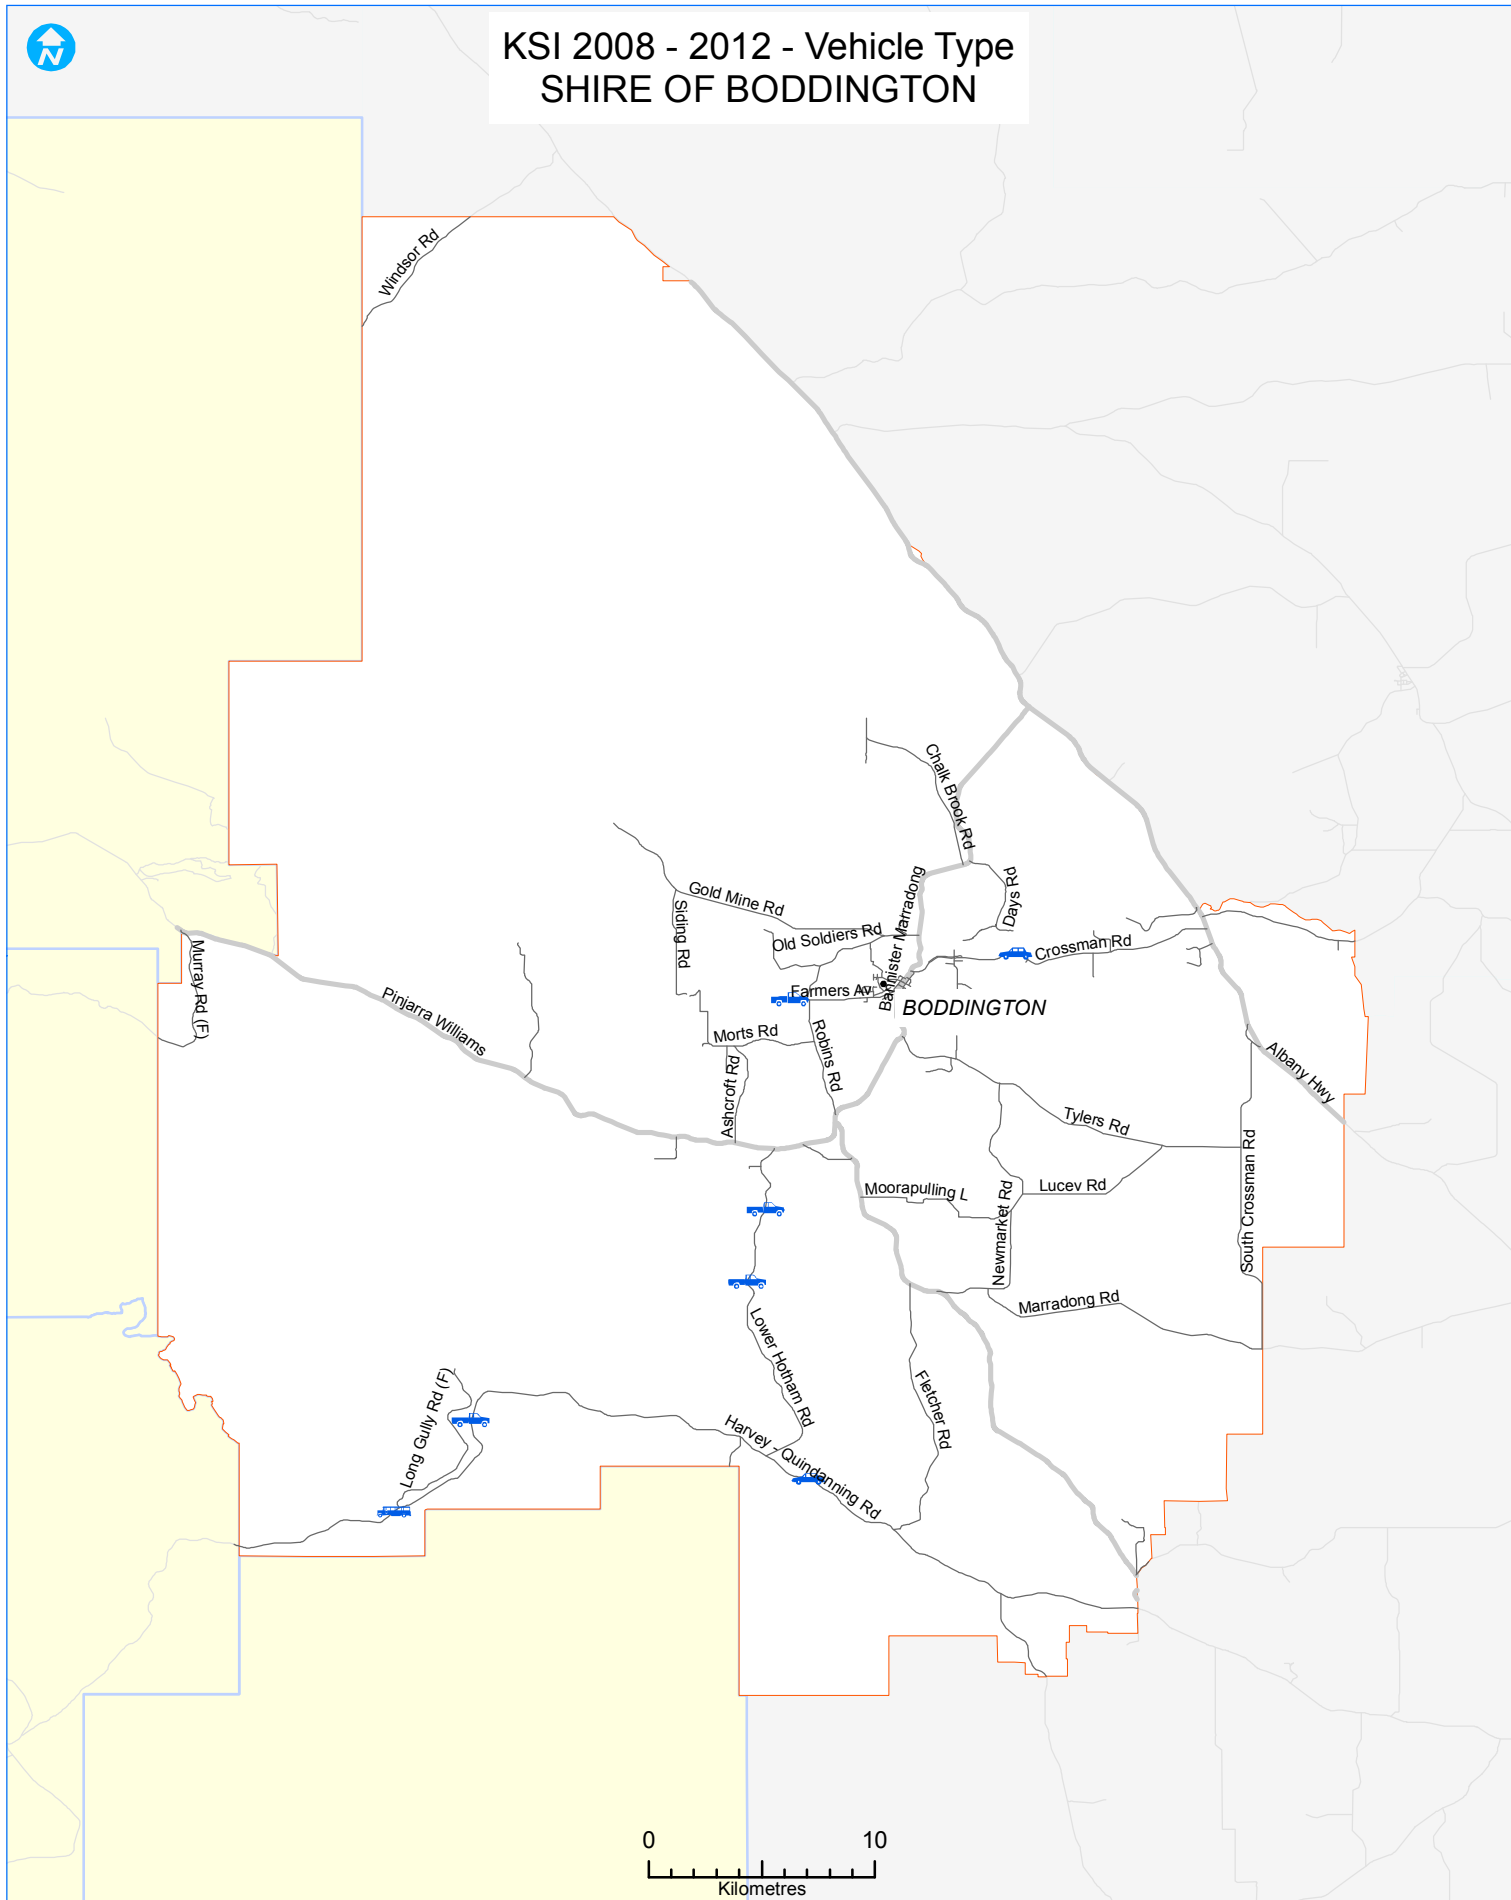 N
KSI 2008 - 2012 - Vehicle Type
SHIRE OF BODDINGTON
Windsor Rd
Chalk Brook Rd
Gold Mine Rd
Siding Rd
Old Soldiers Rd
Bannister Marradong
Days Rd
Crossman Rd
Farmers Av
BODDINGTON
Murray Rd (F)
Pinjarra Williams
Morts Rd
Ashcroft Rd
Robins Rd
Albany Hwy
Tylers Rd
Moorapulling L
Lucev Rd
Newmarket Rd
South Crossman Rd
Marradong Rd
Lower Hotham Rd
Fletcher Rd
Long Gully Rd (F)
Harvey - Quindanning Rd
0 10
Kilometres